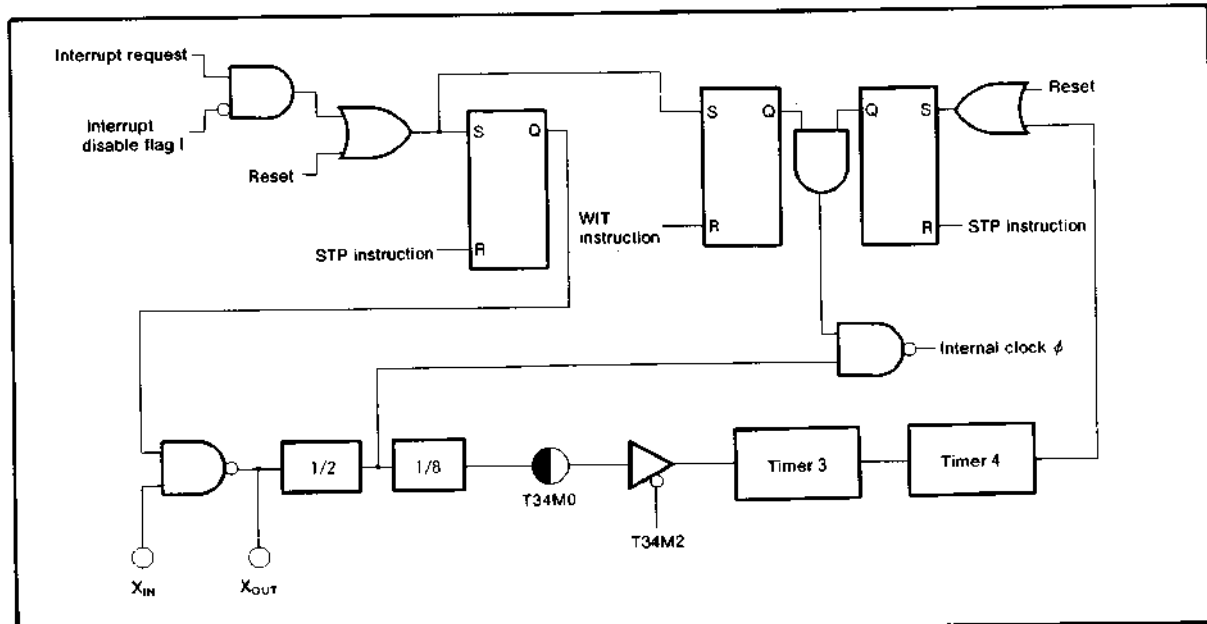 Interrupt request
Interrupt
disable flag I
Reset
S
Q
R
STP instruction
WIT
instruction
S
Q
R
Q
S
R
Reset
STP instruction
Internal clock ϕ
1/2
1/8
T34M0
T34M2
Timer 3
Timer 4
XIN
XOUT